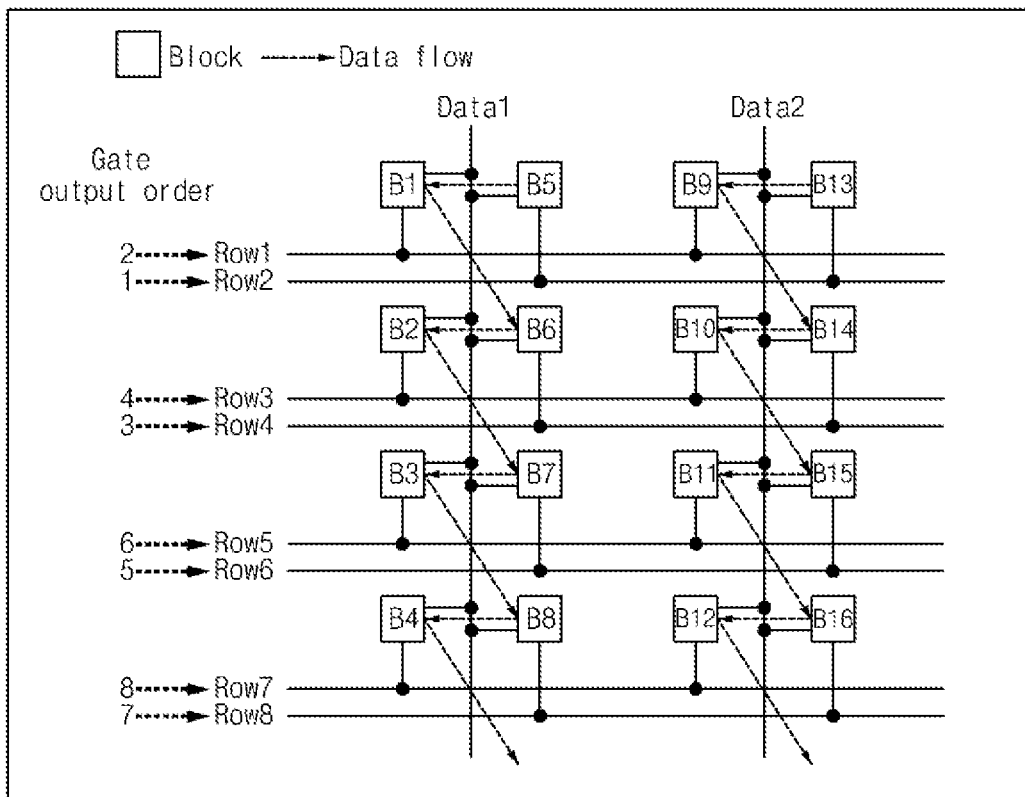 Block Data flow
Data1 Data2
Gate
output order
B1 B5 B9 B13
2 Row1
1 Row2
B2 B6 B10 B14
4 Row3
3 Row4
B3 B7 B11 B15
6 Row5
5 Row6
B4 B8 B12 B16
8 Row7
7 Row8